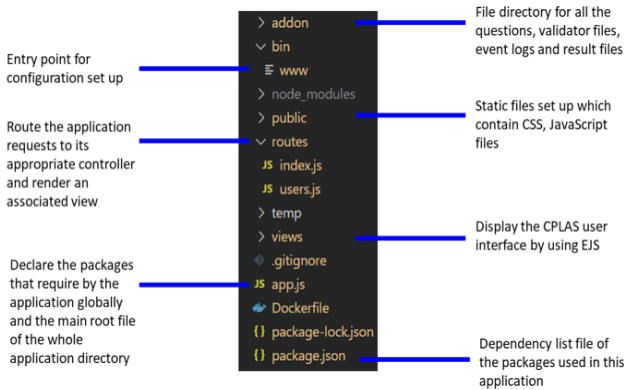 Entry point for
configuration set up
Route the application
requests to its
appropriate controller
and render an
associated view
Declare the packages
that require by the
application globally
and the main root file
of the whole
application directory
addon
bin
www
node_modules
public
routes
JS index.js
JS users.js
temp
views
.gitignore
JS app.js
Dockerfile
{} package-lock.json
{} package.json
File directory for all the
questions, validator files,
event logs and result files
Static files set up which
contain CSS, JavaScript
files
Display the CPLAS user
interface by using EJS
Dependency list file of
the packages used in this
application